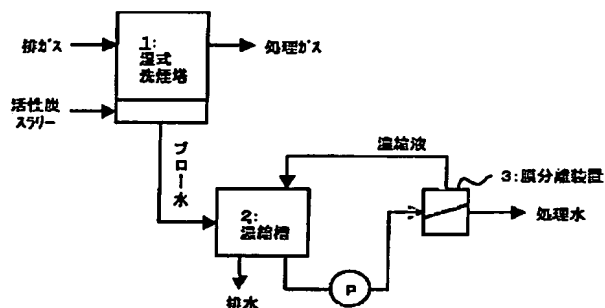 排ガス
1:
湿式
洗煙塔
処理ガス
活性炭
スラリー
ブロー水
濃縮液
3:膜分離装置
2:
濃縮槽
処理水
P
排水